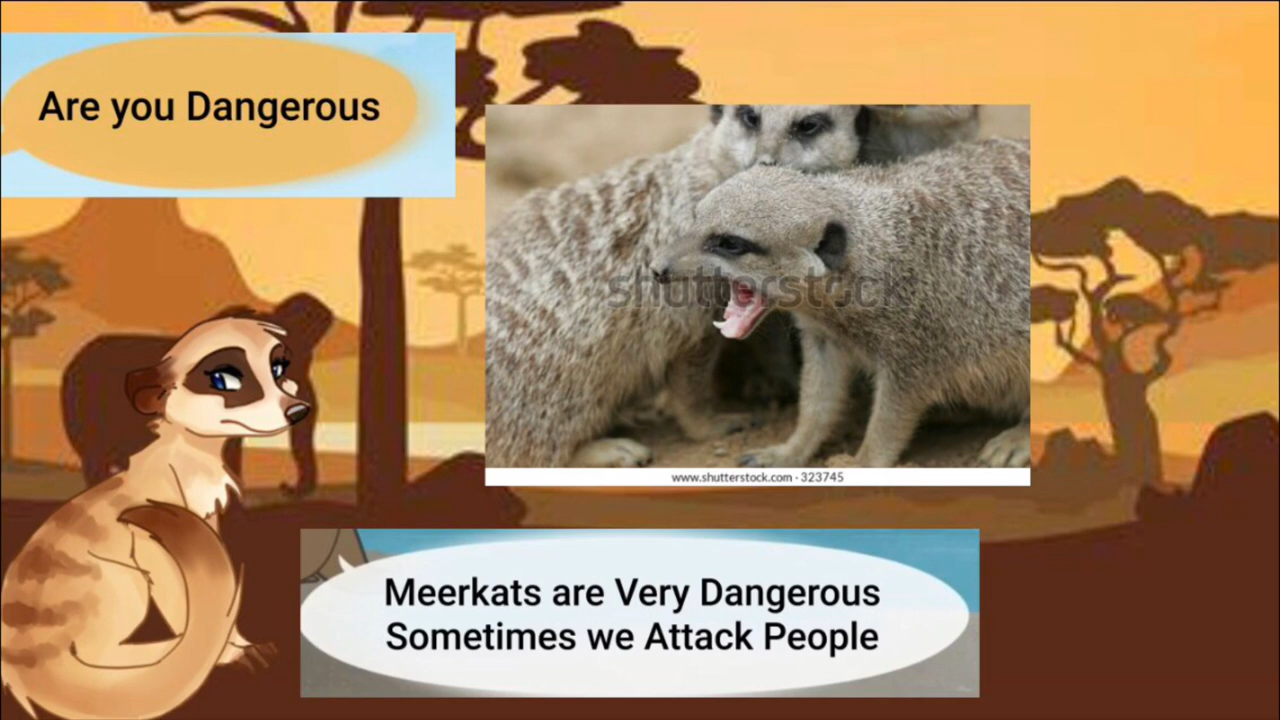 Are you Dangerous
shutterstock
www.shutterstock.com · 323745
Meerkats are Very Dangerous
Sometimes we Attack People